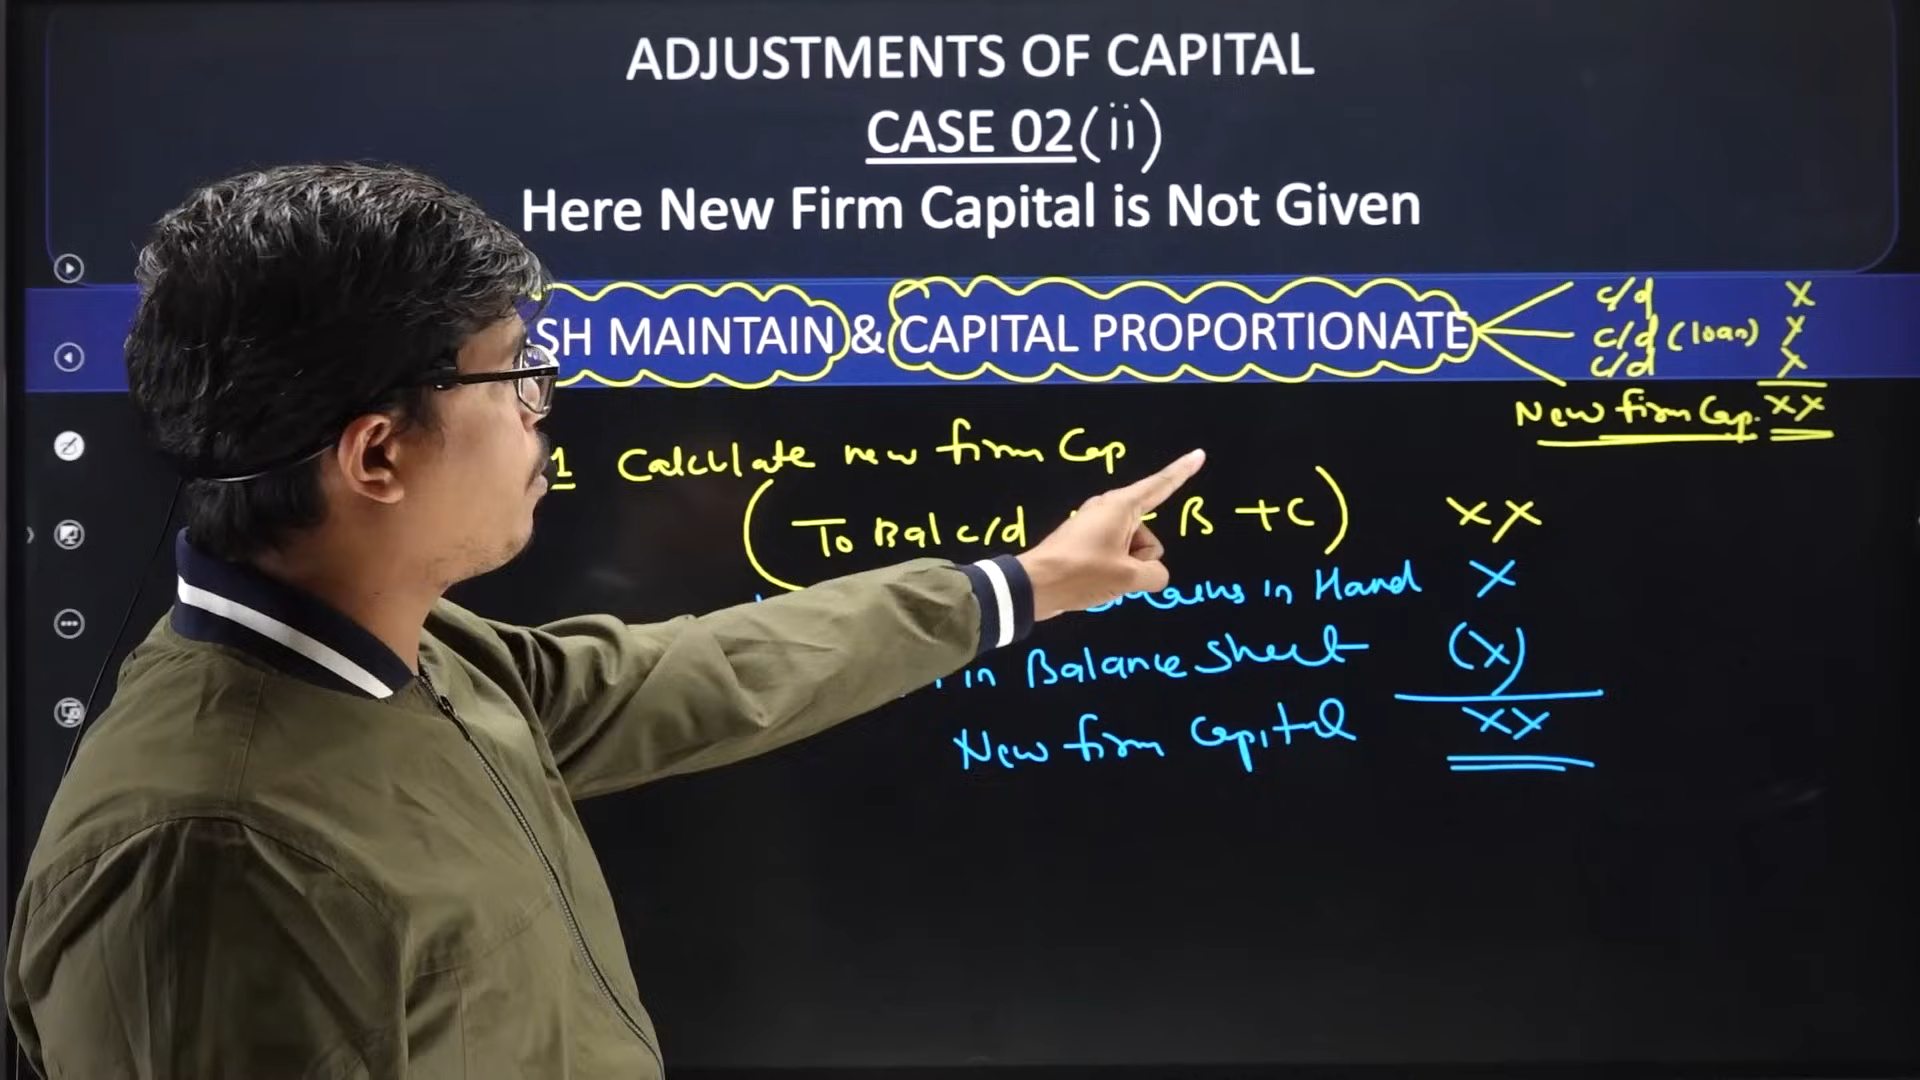 ADJUSTMENTS OF CAPITAL
CASE 02(ii)
Here New Firm Capital is Not Given
SH MAINTAIN & CAPITAL PROPORTIONATE
c/d X
c/d (loan) X
c/d X
New firm Cap. XX
1 Calculate new firm Cap
(To Bal c/d B + C) XX
in Hand X
in Balance Sheet (X)
New firm Capital XX